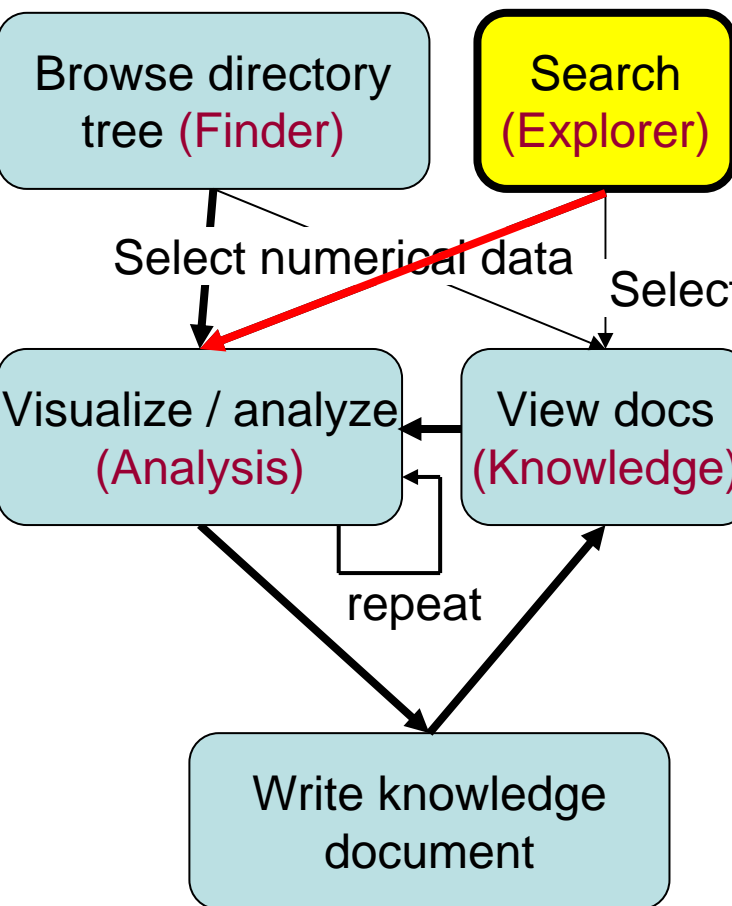 Browse directory
tree (Finder)
Search
(Explorer)
Select numerical data
Select
Visualize / analyze
(Analysis)
View docs
(Knowledge)
repeat
Write knowledge
document